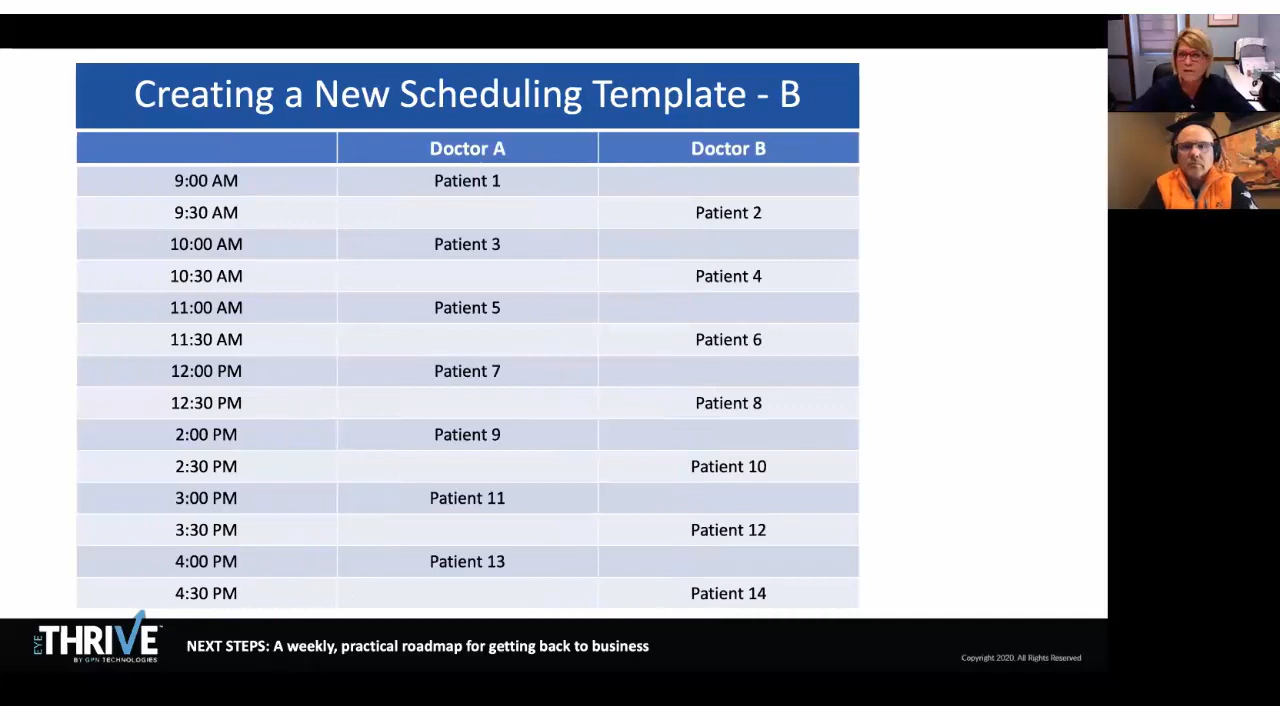 Creating a New Scheduling Template - B
Doctor A Doctor B
9:00 AM Patient 1
9:30 AM Patient 2
10:00 AM Patient 3
10:30 AM Patient 4
11:00 AM Patient 5
11:30 AM Patient 6
12:00 PM Patient 7
12:30 PM Patient 8
2:00 PM Patient 9
2:30 PM Patient 10
3:00 PM Patient 11
3:30 PM Patient 12
4:00 PM Patient 13
4:30 PM Patient 14
EYE THRIVE™
BY GPN TECHNOLOGIES
NEXT STEPS: A weekly, practical roadmap for getting back to business
Copyright 2020. All Rights Reserved